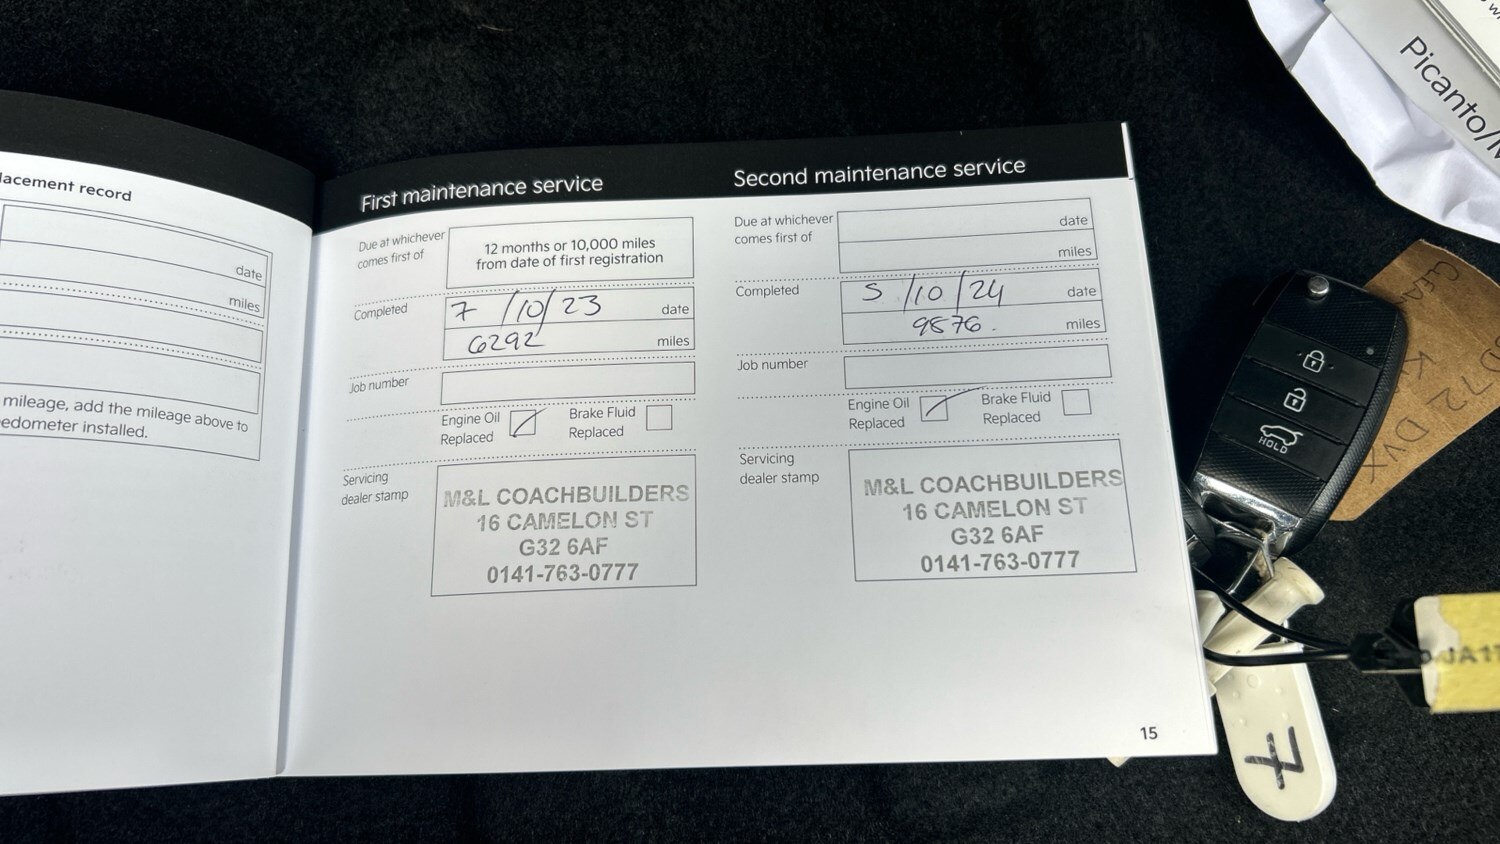 lacement record
date
miles
mileage, add the mileage above to
edometer installed.
First maintenance service
Due at whichever
comes first of
12 months or 10,000 miles
from date of first registration
Completed
7/10/23
date
6292
miles
Job number
Engine Oil
Replaced
Brake Fluid
Replaced
Servicing
dealer stamp
M&L COACHBUILDERS
16 CAMELON ST
G32 6AF
0141-763-0777
Second maintenance service
Due at whichever
comes first of
date
miles
Completed
5/10/24
date
9576.
miles
Job number
Engine Oil
Replaced
Brake Fluid
Replaced
Servicing
dealer stamp
M&L COACHBUILDERS
16 CAMELON ST
G32 6AF
0141-763-0777
15
Picanto/
HOLD
72 DVX
JA17
7